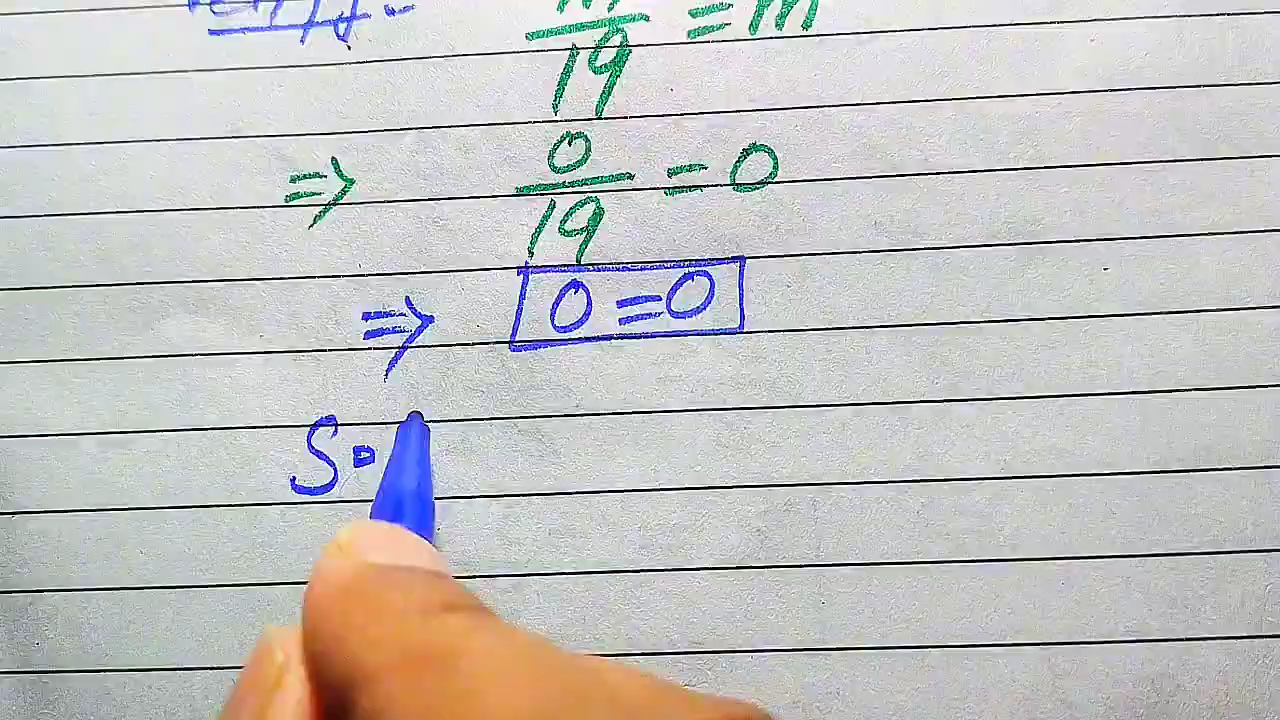 m/19 = m
⇒ 0/19 = 0
⇒ 0 = 0
S